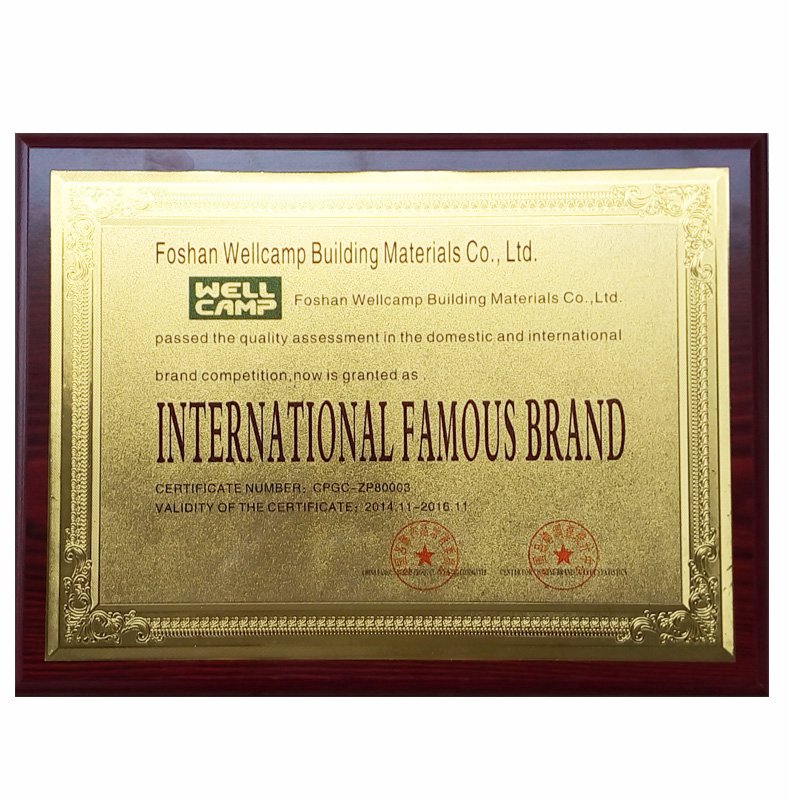 Foshan Wellcamp Building Materials Co., Ltd.
WELL CAMP Foshan Wellcamp Building Materials Co.,Ltd.
passed the quality assessment in the domestic and international
brand competition,now is granted as .
INTERNATIONAL FAMOUS BRAND
CERTIFICATE NUMBER: CPGC-ZP80003
VALIDITY OF THE CERTIFICATE: 2014.11-2016.11